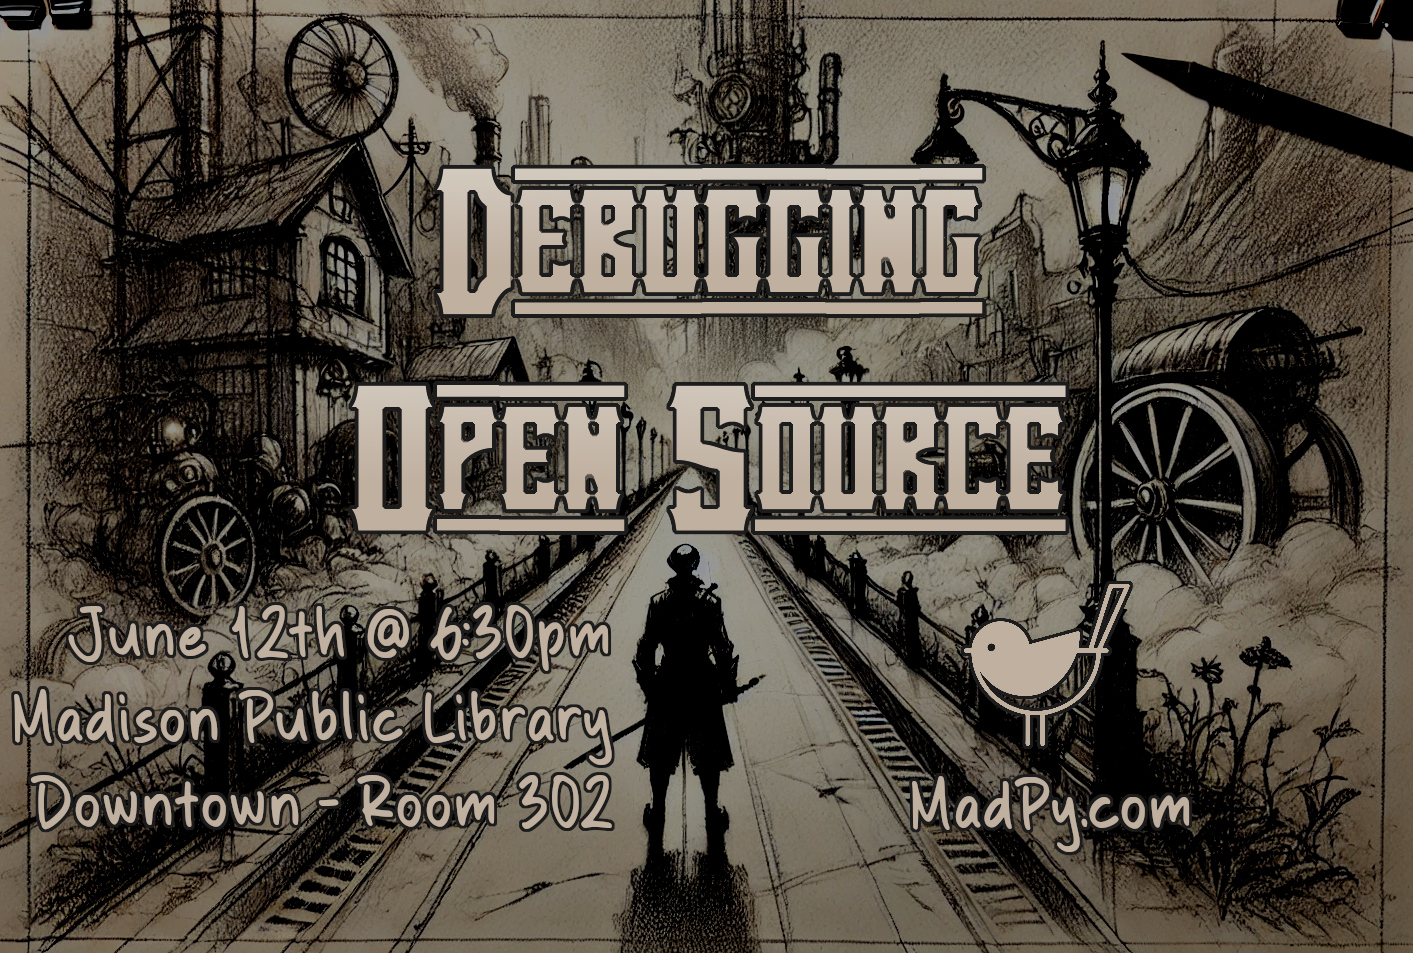 Debugging
Open Source
June 12th @ 6:30pm
Madison Public Library
Downtown - Room 302
MadPy.com